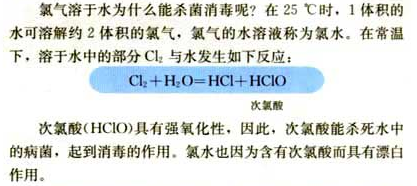 氯气溶于水为什么能杀菌消毒呢? 在 25 ℃时, 1 体积的
水可溶解约 2 体积的氯气, 氯气的水溶液称为氯水。在常温
下, 溶于水中的部分 Cl₂ 与水发生如下反应:
Cl₂+H₂O=HCl+HClO
次氯酸
次氯酸(HClO)具有强氧化性, 因此, 次氯酸能杀死水中
的病菌, 起到消毒的作用。氯水也因为含有次氯酸而具有漂白
作用。